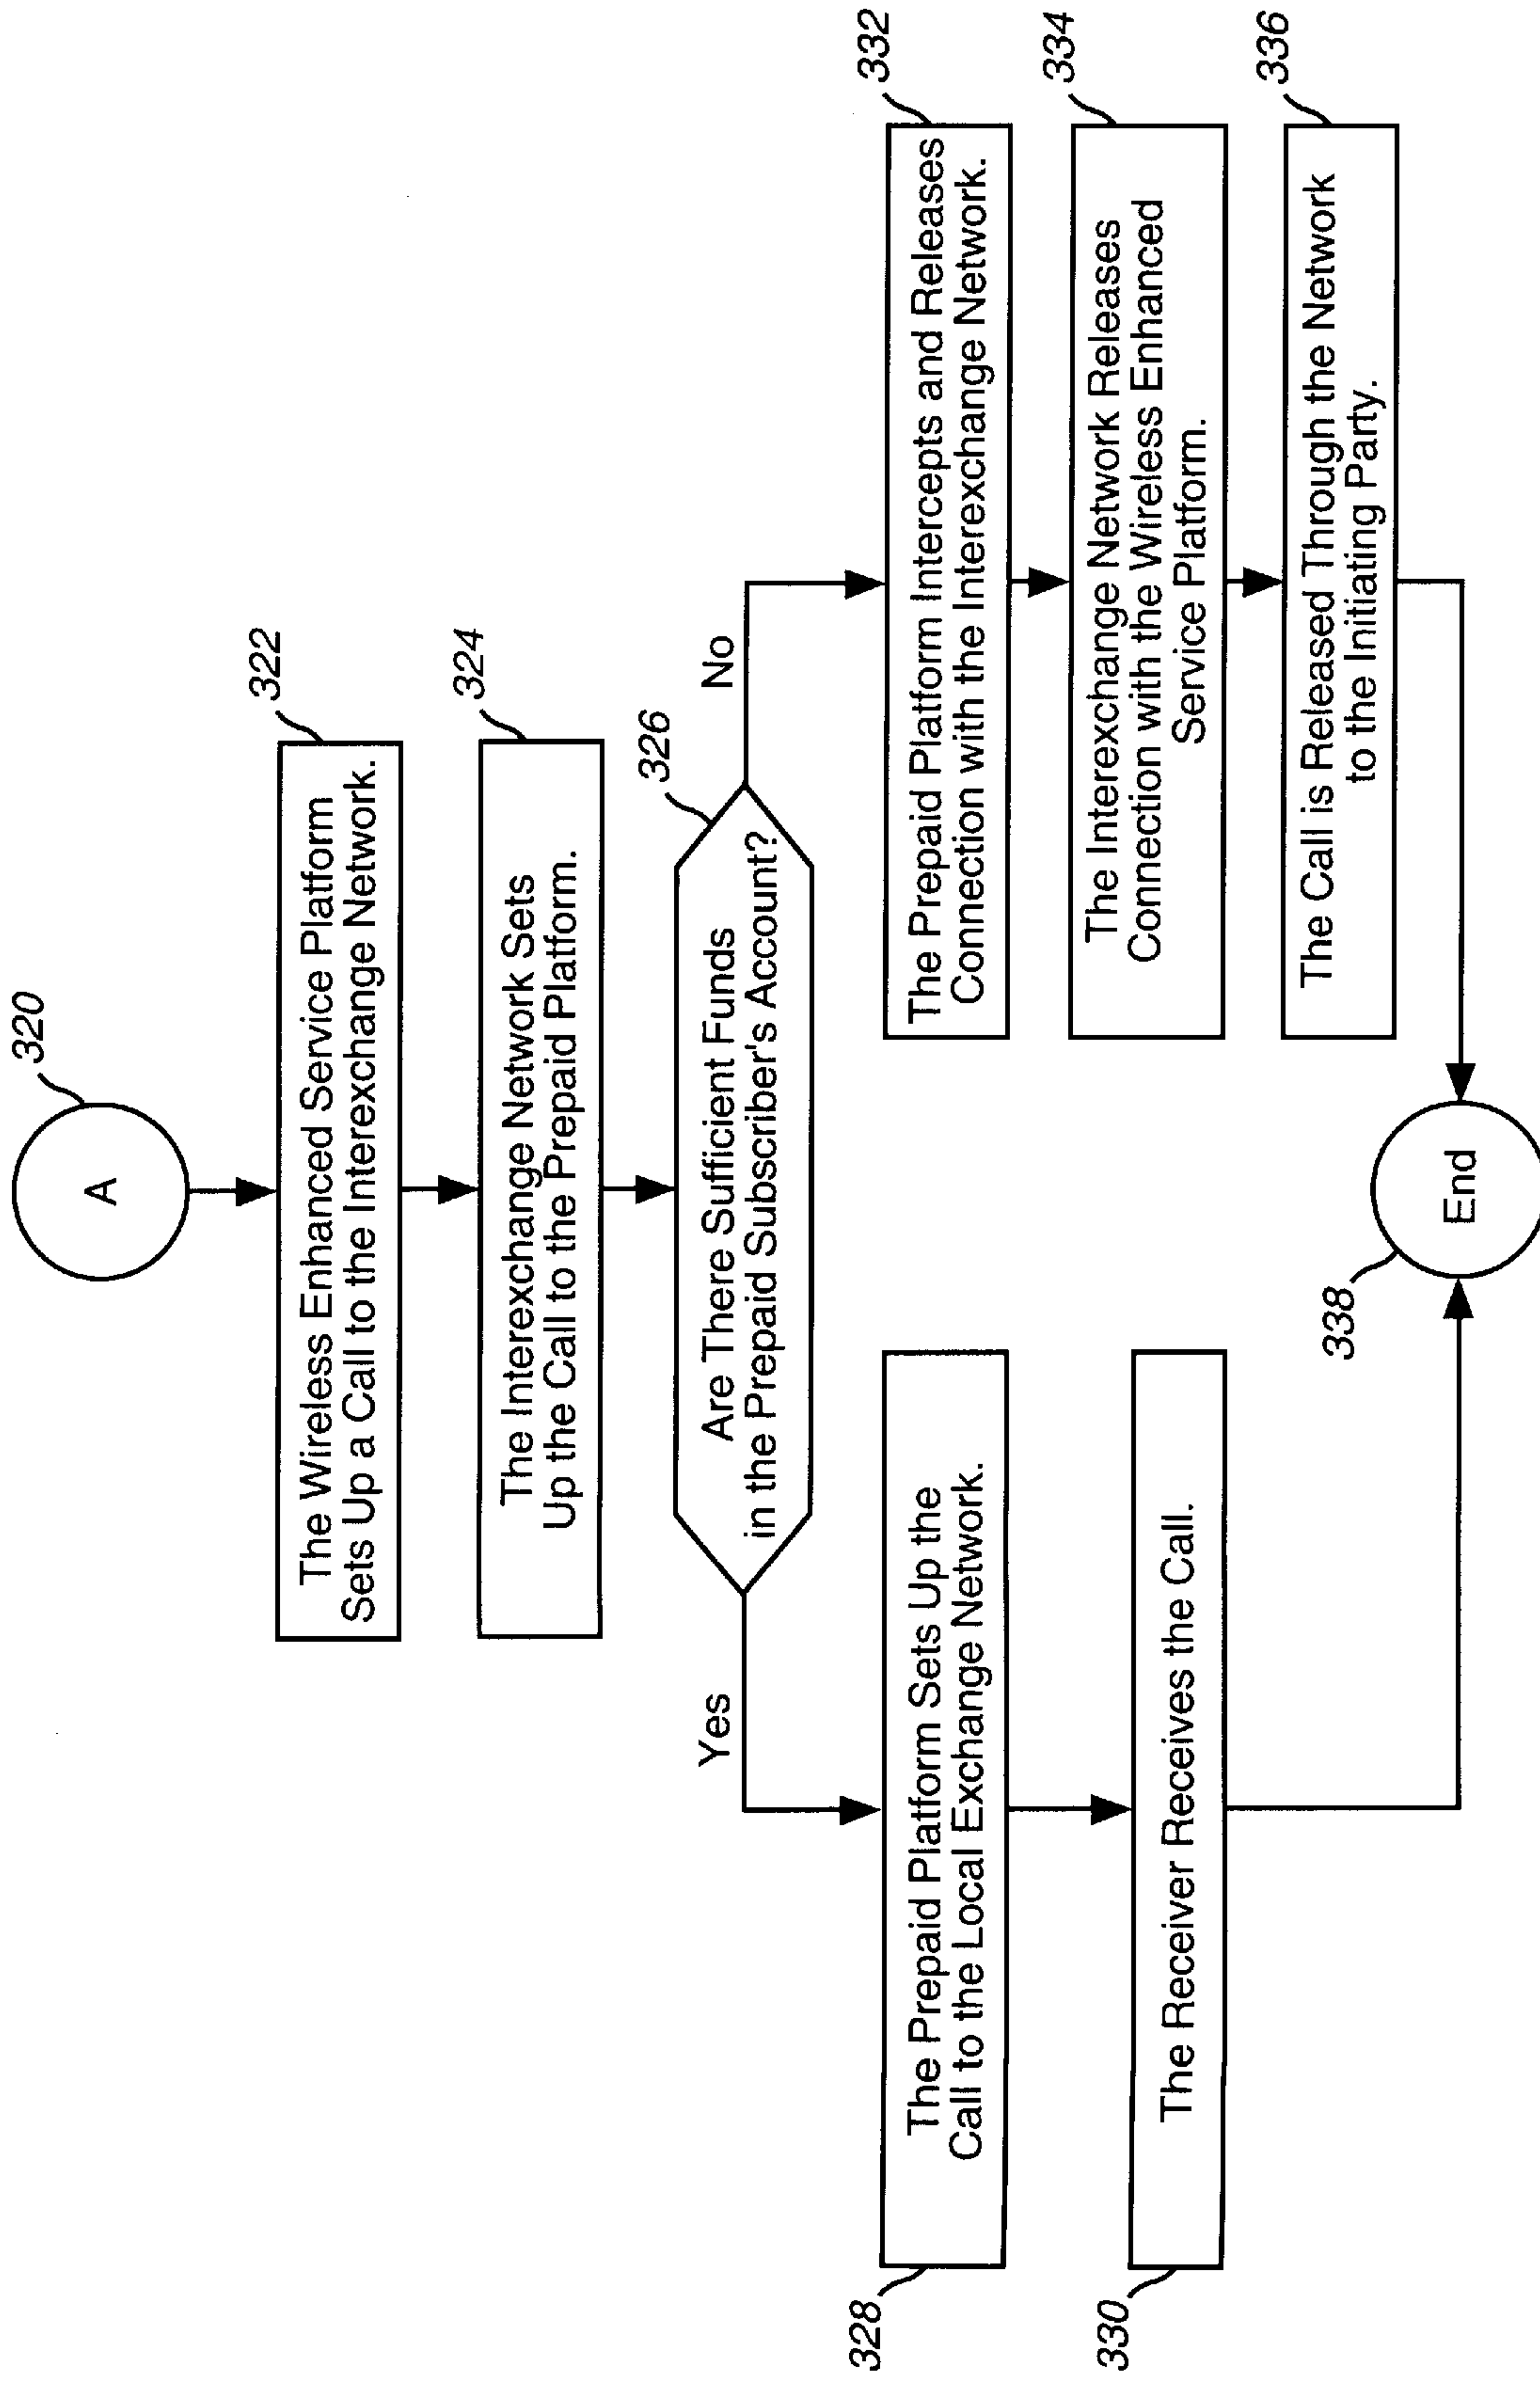 320
A
322
The Wireless Enhanced Service Platform
Sets Up a Call to the Interexchange Network.
324
The Interexchange Network Sets
Up the Call to the Prepaid Platform.
326
Are There Sufficient Funds
in the Prepaid Subscriber's Account?
Yes
No
328
The Prepaid Platform Sets Up the
Call to the Local Exchange Network.
330
The Receiver Receives the Call.
332
The Prepaid Platform Intercepts and Releases
Connection with the Interexchange Network.
334
The Interexchange Network Releases
Connection with the Wireless Enhanced
Service Platform.
336
The Call is Released Through the Network
to the Initiating Party.
338
End